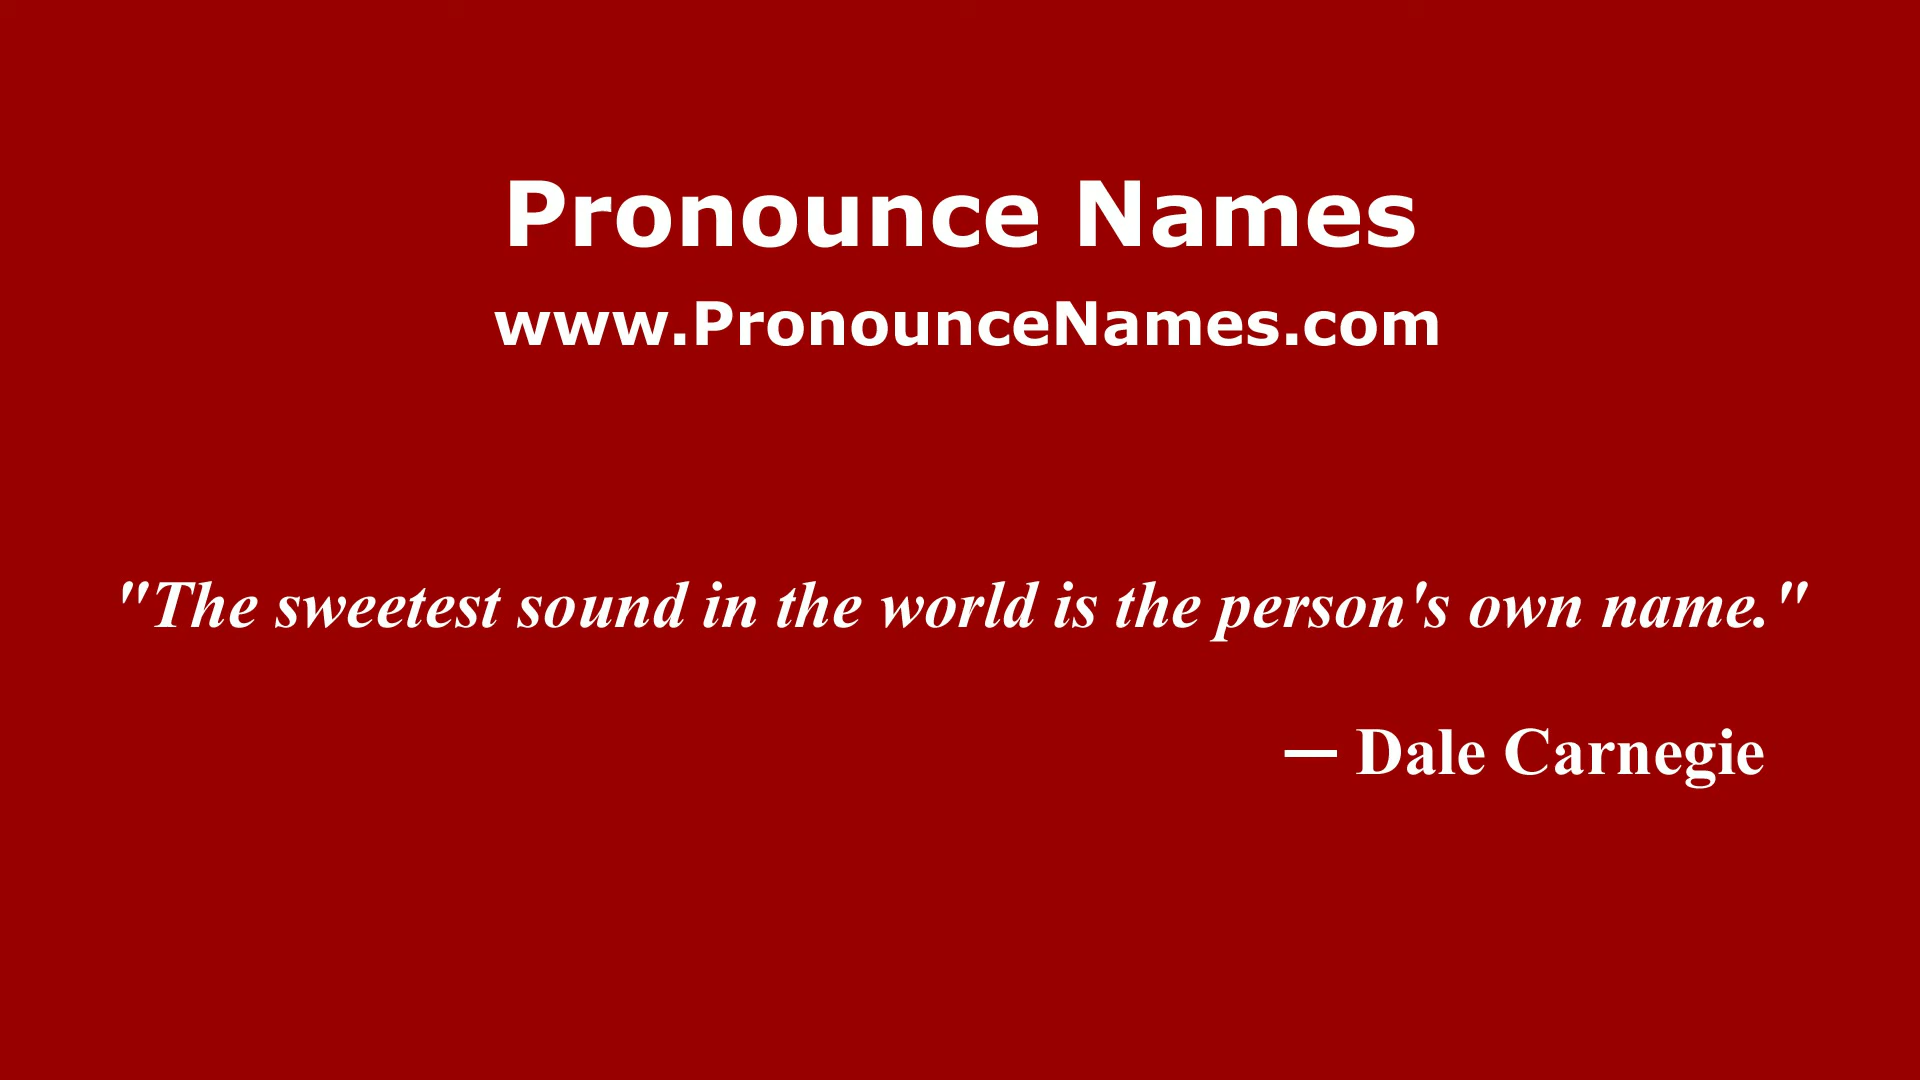 Pronounce Names
www.PronounceNames.com
"The sweetest sound in the world is the person's own name."
— Dale Carnegie